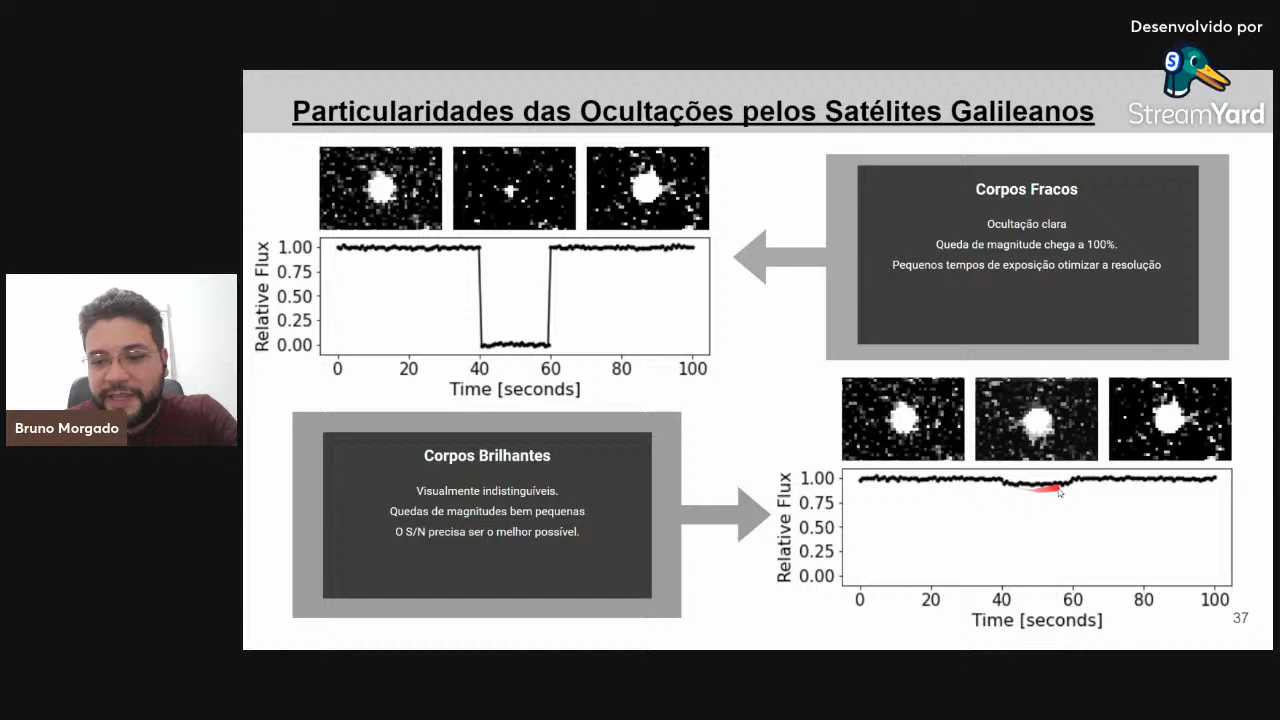 Desenvolvido por
StreamYard
Particularidades das Ocultações pelos Satélites Galileanos
Relative Flux
1.00
0.75
0.50
0.25
0.00
0 20 40 60 80 100
Time [seconds]
Corpos Fracos
Ocultação clara
Queda de magnitude chega a 100%.
Pequenos tempos de exposição otimizar a resolução
Bruno Morgado
Corpos Brilhantes
Visualmente indistinguíveis.
Quedas de magnitudes bem pequenas
O S/N precisa ser o melhor possível.
Relative Flux
1.00
0.75
0.50
0.25
0.00
0 20 40 60 80 100
Time [seconds]
37